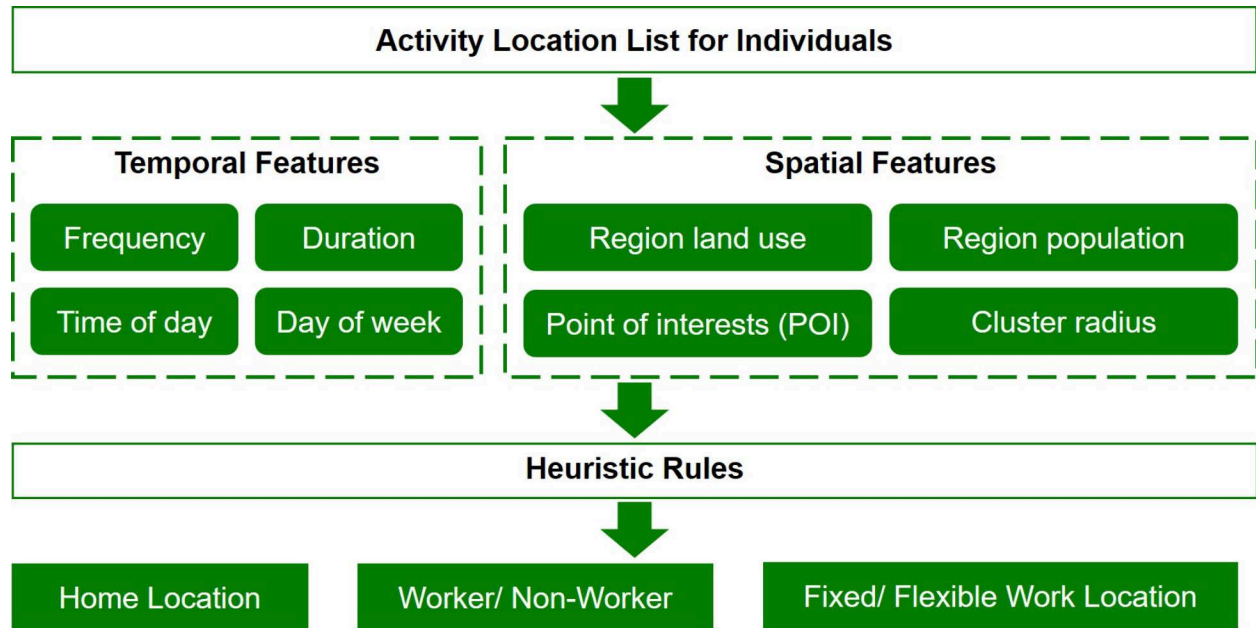 Activity Location List for Individuals
Temporal Features
Frequency
Duration
Time of day
Day of week
Spatial Features
Region land use
Region population
Point of interests (POI)
Cluster radius
Heuristic Rules
Home Location
Worker/ Non-Worker
Fixed/ Flexible Work Location